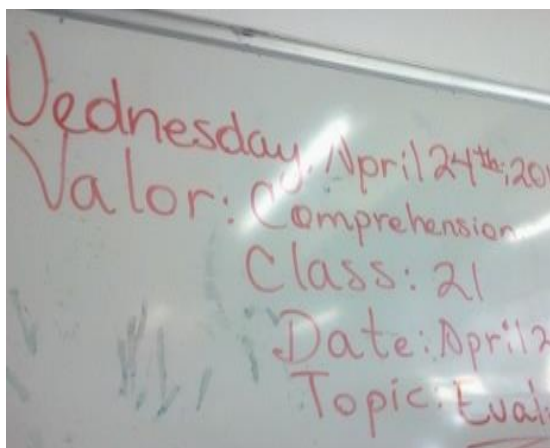 Wednesday, April 24th, 20
Valor: Comprehension
Class: 21
Date: April 2
Topic: Eval